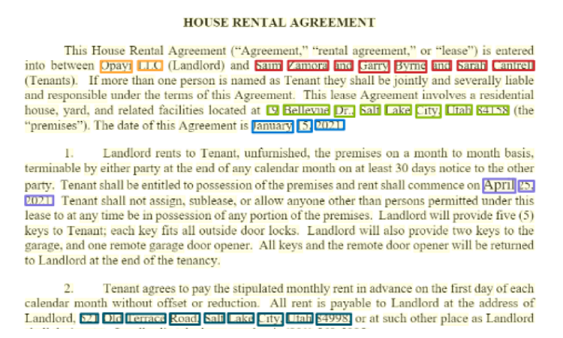 HOUSE RENTAL AGREEMENT
This House Rental Agreement (“Agreement,” “rental agreement,” or “lease”) is entered
into between Opayi LLC (Landlord) and Saim Zamora and Garry Byrne and Sarah Cantrell
(Tenants). If more than one person is named as Tenant they shall be jointly and severally liable
and responsible under the terms of this Agreement. This lease Agreement involves a residential
house, yard, and related facilities located at 19 Bellevue Dr., Salt Lake City, Utah 84158 (the
“premises”). The date of this Agreement is January 5, 2021
1. Landlord rents to Tenant, unfurnished, the premises on a month to month basis,
terminable by either party at the end of any calendar month on at least 30 days notice to the other
party. Tenant shall be entitled to possession of the premises and rent shall commence on April 25,
2021 Tenant shall not assign, sublease, or allow anyone other than persons permitted under this
lease to at any time be in possession of any portion of the premises. Landlord will provide five (5)
keys to Tenant; each key fits all outside door locks. Landlord will also provide two keys to the
garage, and one remote garage door opener. All keys and the remote door opener will be returned
to Landlord at the end of the tenancy.
2. Tenant agrees to pay the stipulated monthly rent in advance on the first day of each
calendar month without offset or reduction. All rent is payable to Landlord at the address of
Landlord, Old Terrace Road, Salt Lake City, Utah 84998, or at such other place as Landlord